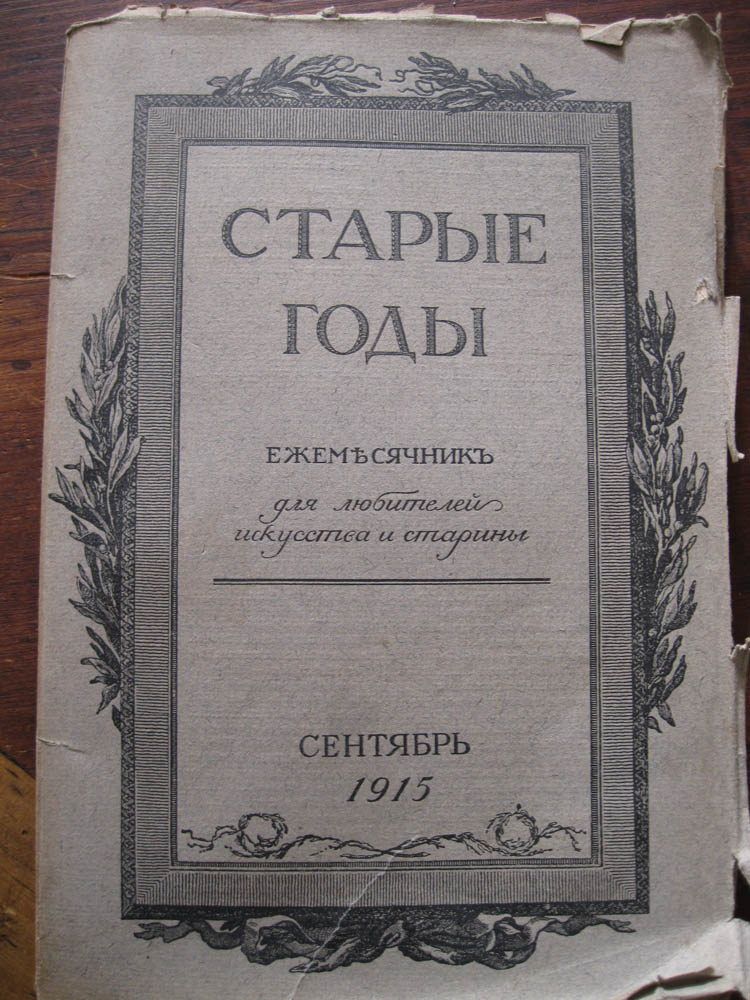 СТАРЫЕ
ГОДЫ
ЕЖЕМѢСЯЧНИКЪ
для любителей
искусства и старины
СЕНТЯБРЬ
1915